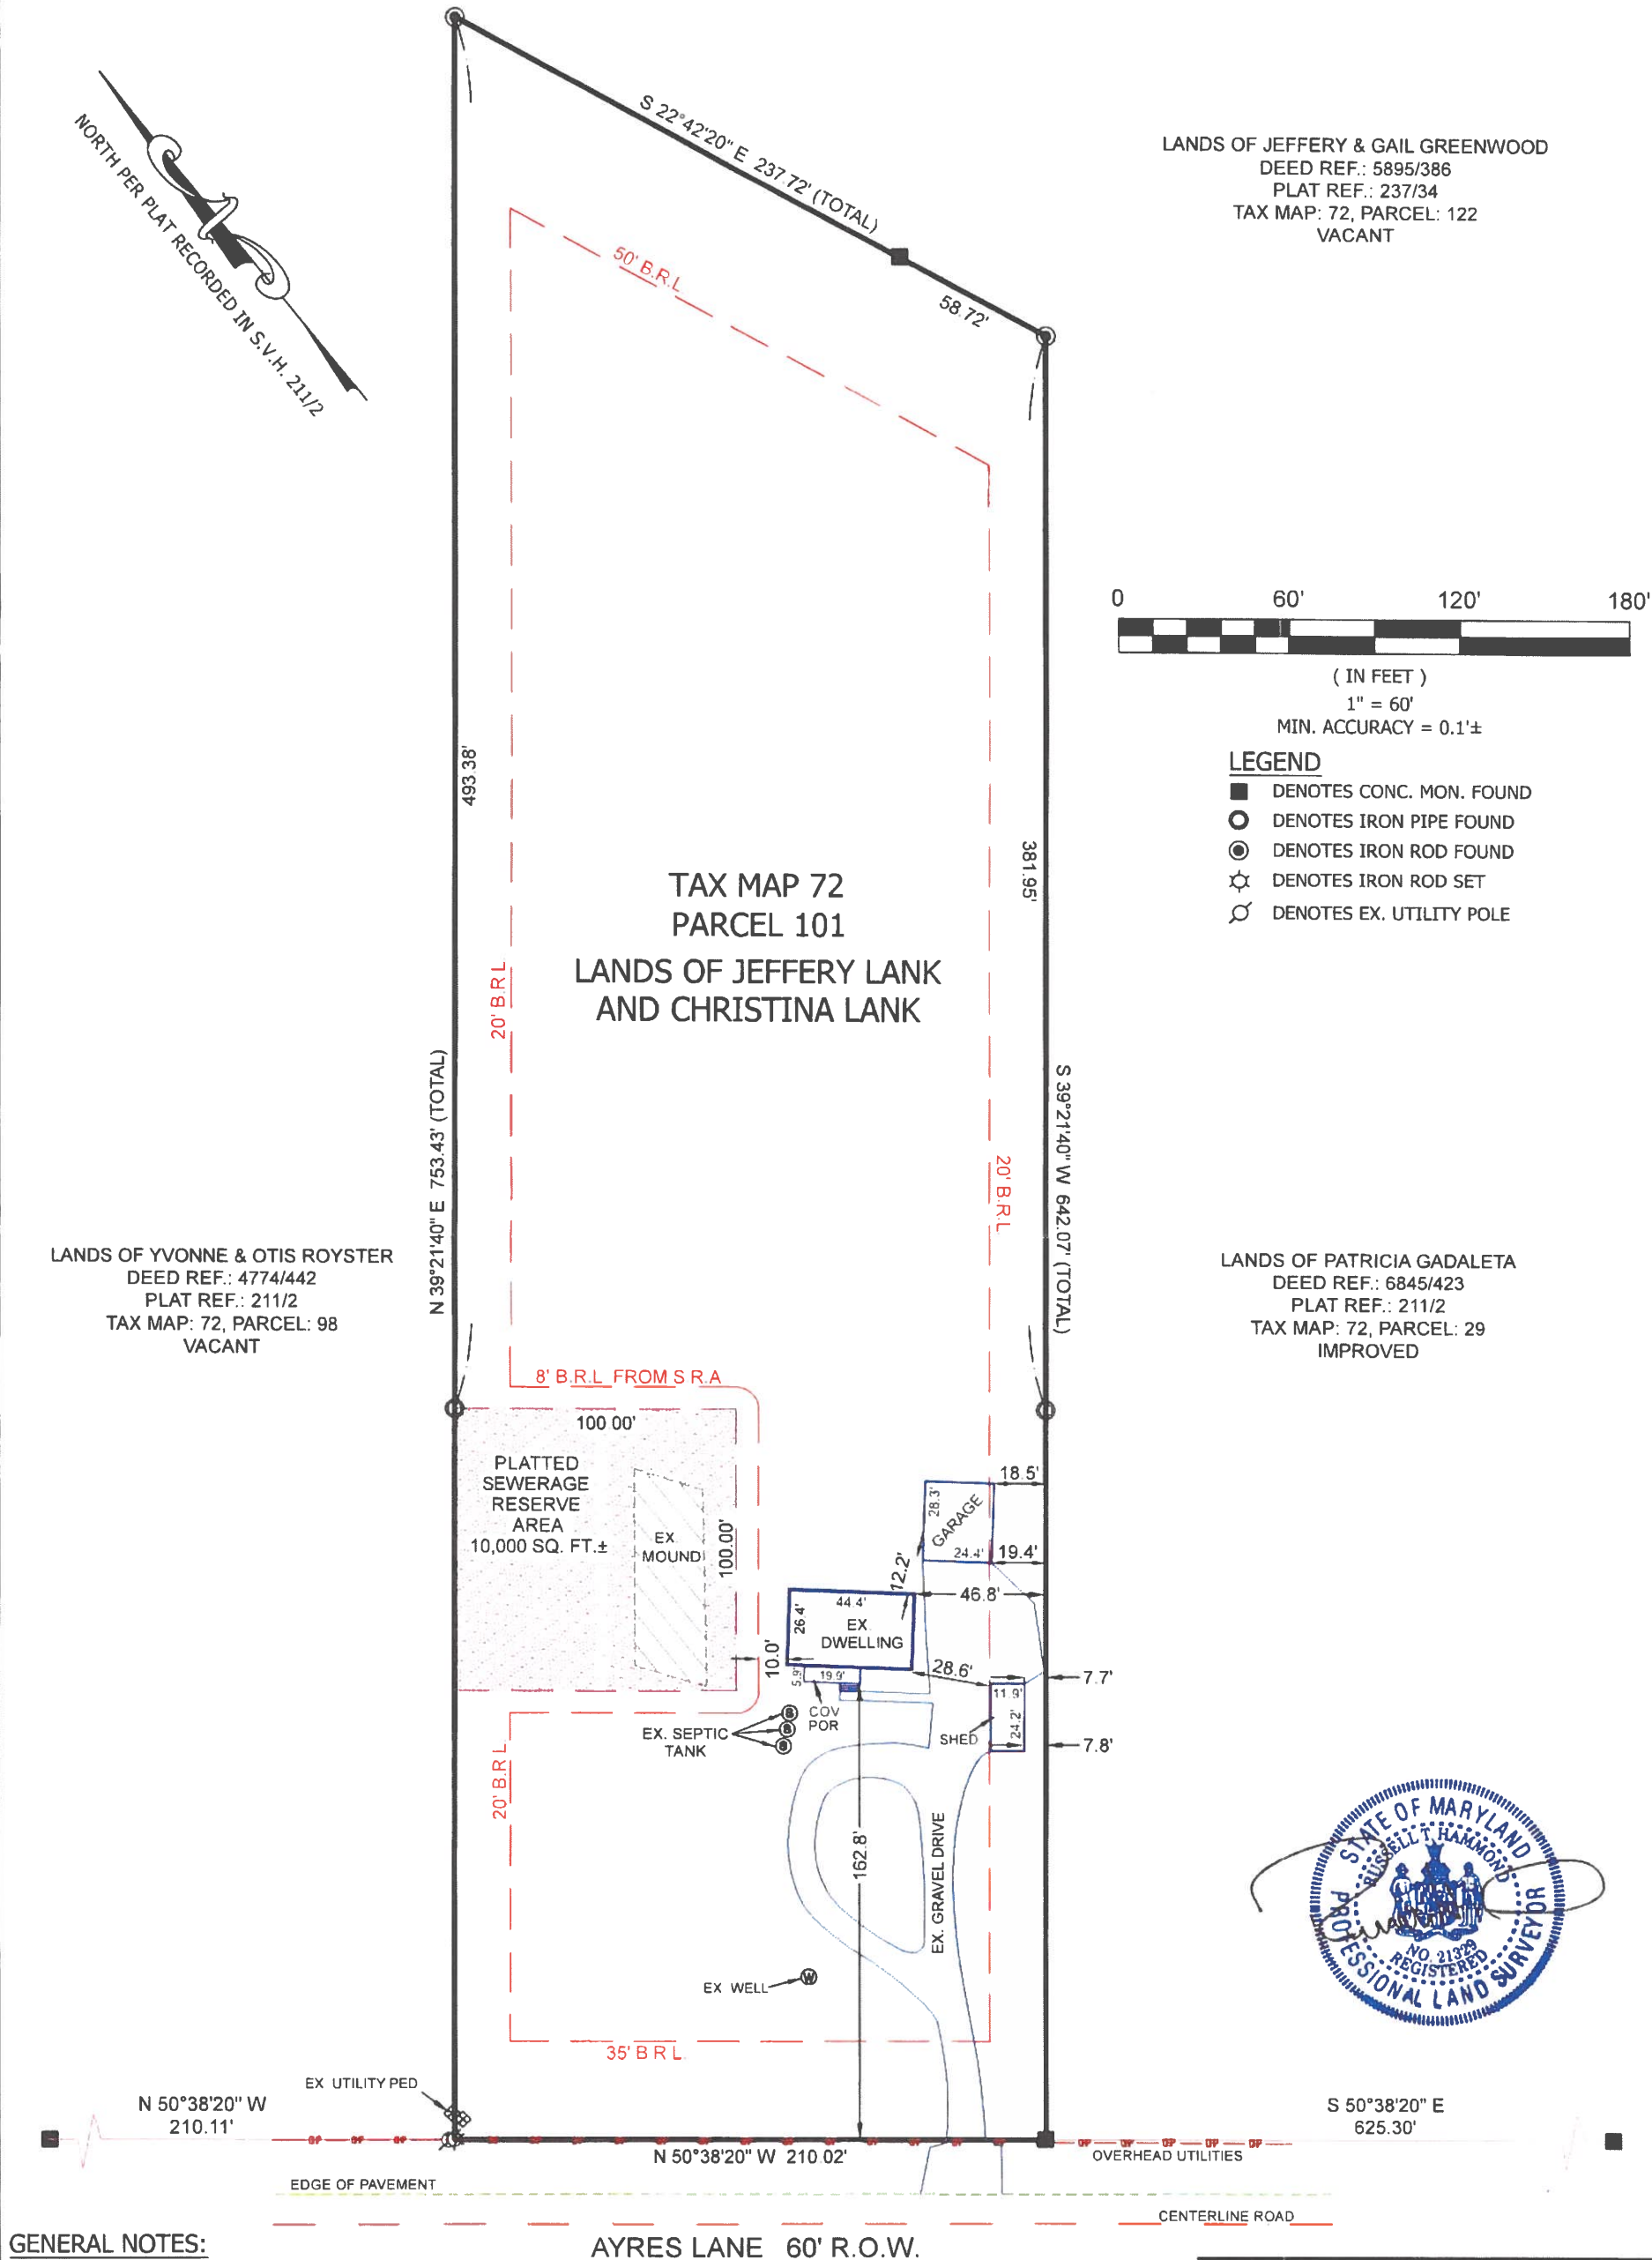 S 22°42'20" E 237.72' (TOTAL)
58.72'
NORTH PER PLAT RECORDED IN S.V.H. 211/2
LANDS OF JEFFERY & GAIL GREENWOOD
DEED REF.: 5895/386
PLAT REF.: 237/34
TAX MAP: 72, PARCEL: 122
VACANT
50' B.R.L
0 60' 120' 180'
( IN FEET )
1" = 60'
MIN. ACCURACY = 0.1'±
LEGEND
DENOTES CONC. MON. FOUND
DENOTES IRON PIPE FOUND
DENOTES IRON ROD FOUND
DENOTES IRON ROD SET
DENOTES EX. UTILITY POLE
493.38'
381.95'
TAX MAP 72
PARCEL 101
LANDS OF JEFFERY LANK
AND CHRISTINA LANK
20' B.R L
N 39°21'40" E 753.43' (TOTAL)
S 39°21'40" W 642.07' (TOTAL)
20' B.R.L
LANDS OF YVONNE & OTIS ROYSTER
DEED REF.: 4774/442
PLAT REF.: 211/2
TAX MAP: 72, PARCEL: 98
VACANT
LANDS OF PATRICIA GADALETA
DEED REF.: 6845/423
PLAT REF.: 211/2
TAX MAP: 72, PARCEL: 29
IMPROVED
8' B.R.L FROM S R.A
100 00'
PLATTED
SEWERAGE
RESERVE
AREA
10,000 SQ. FT.±
EX
MOUND
100.00'
18.5'
28.3'
GARAGE
24.4'
19.4'
12.2'
46.8'
44.4'
26.4'
EX
DWELLING
10.0'
28.6'
7.7'
5.9'
19.9'
COV
POR
11.9'
24.2'
SHED
7.8'
EX. SEPTIC
TANK
S
S
S
20' B.R L
162.8'
EX. GRAVEL DRIVE
STATE OF MARYLAND
RUSSELL T. HAMMOND
NO. 21329
REGISTERED
PROFESSIONAL LAND SURVEYOR
EX WELL
W
35' B R L
EX UTILITY PED
N 50°38'20" W
210.11'
S 50°38'20" E
625.30'
OP OP OP OP OP OP OP OP
N 50°38'20" W 210.02'
OVERHEAD UTILITIES
EDGE OF PAVEMENT
CENTERLINE ROAD
GENERAL NOTES:
AYRES LANE 60' R.O.W.